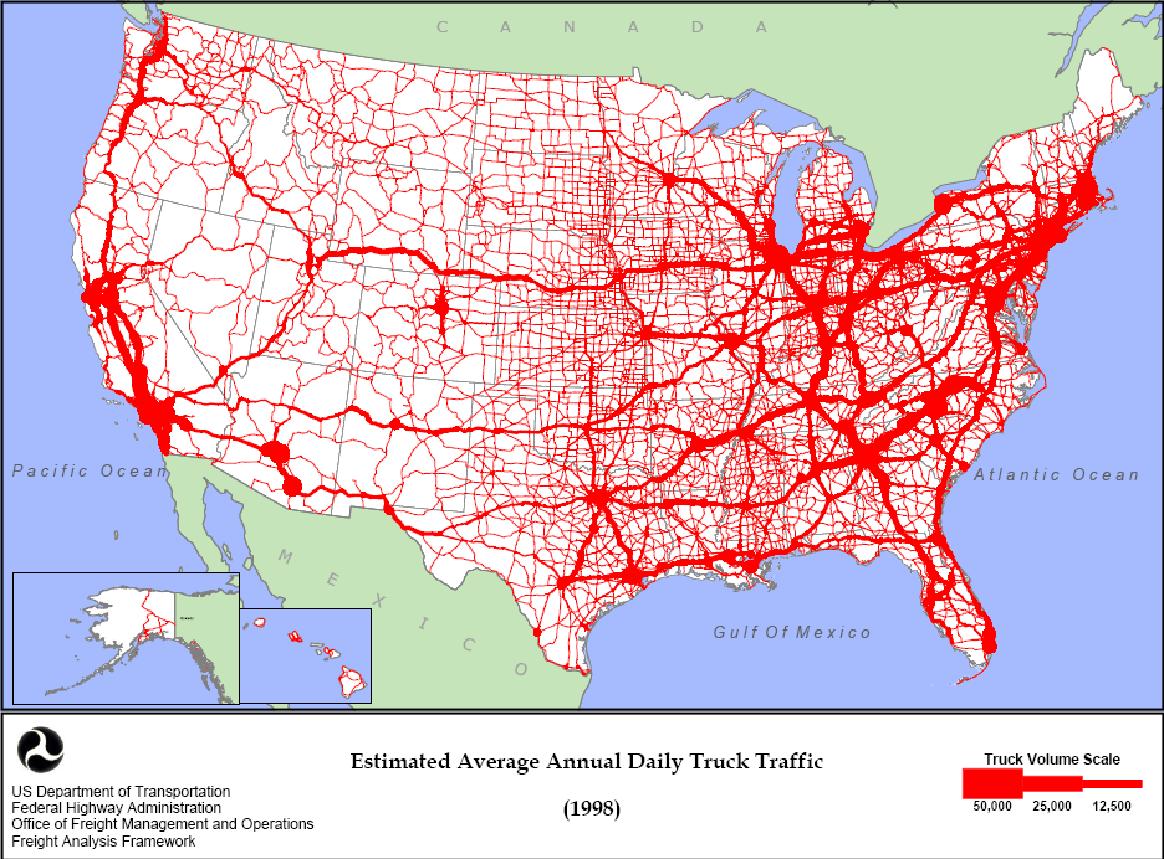 C A N A D A
Pacific Ocean
Atlantic Ocean
M E X I C O
Gulf Of Mexico
Estimated Average Annual Daily Truck Traffic
(1998)
US Department of Transportation
Federal Highway Administration
Office of Freight Management and Operations
Freight Analysis Framework
Truck Volume Scale
50,000 25,000 12,500